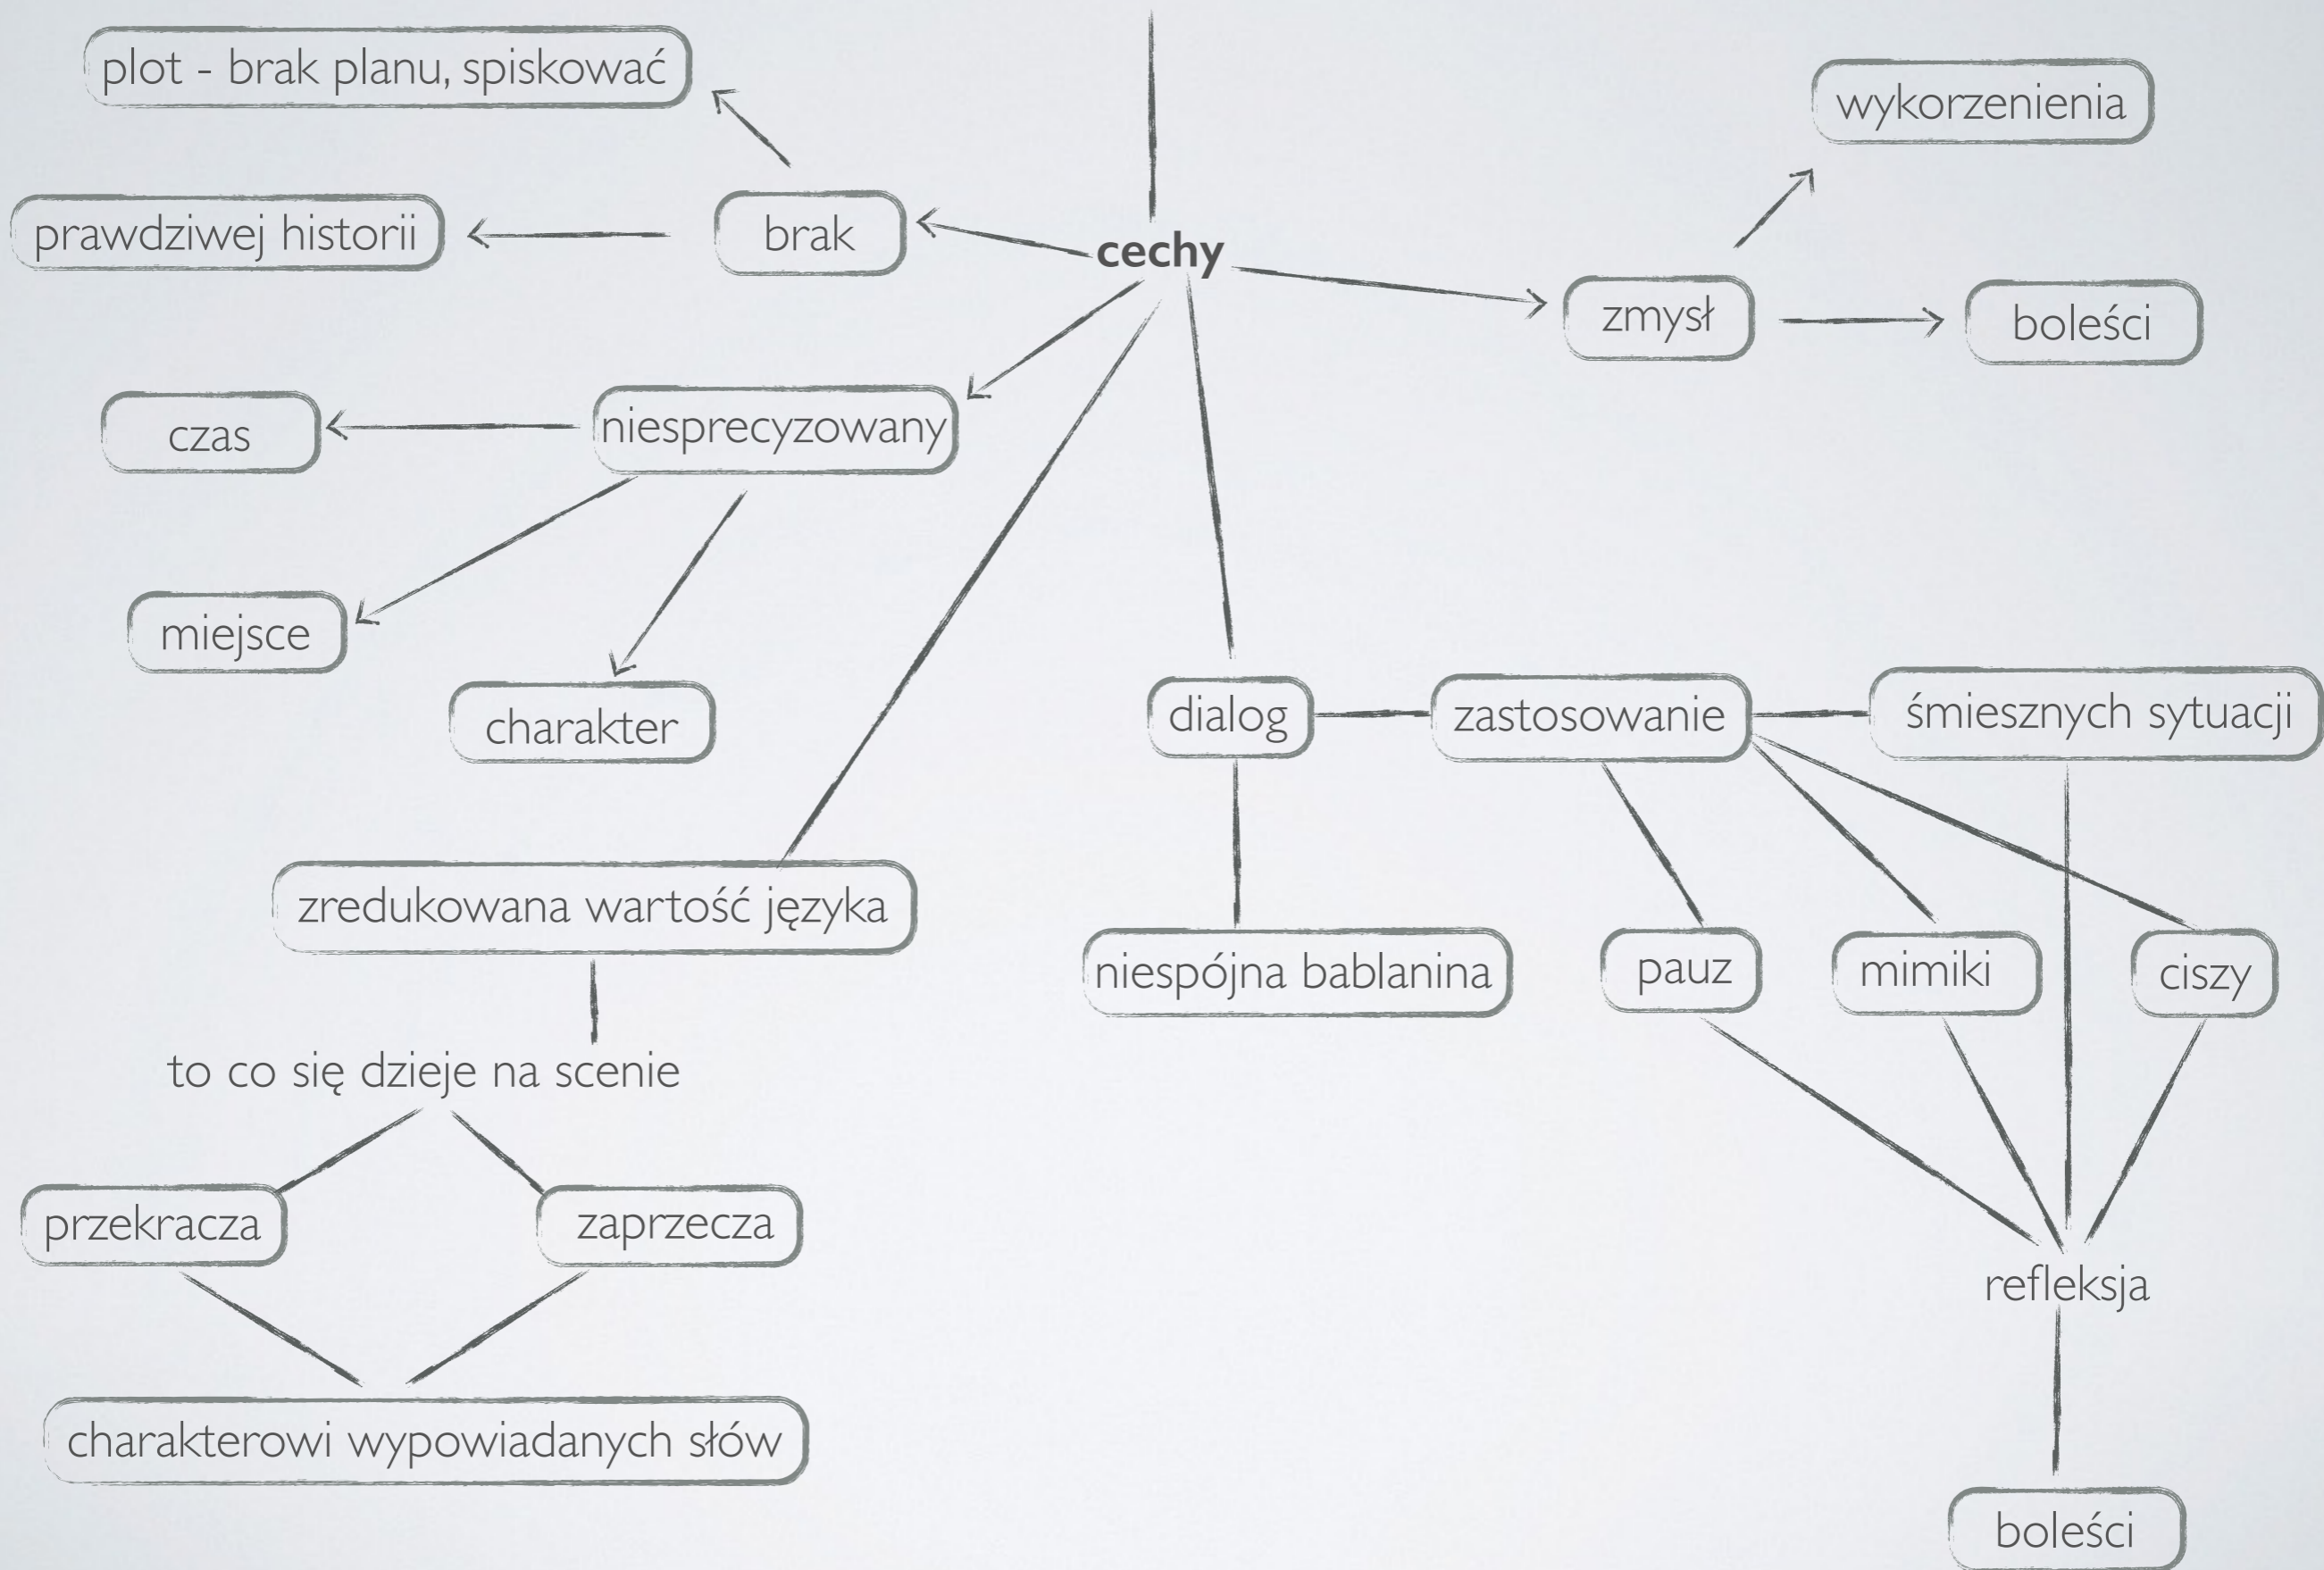 plot - brak planu, spiskować
wykorzenienia
prawdziwej historii
brak
cechy
zmysł
boleści
czas
niesprecyzowany
miejsce
charakter
dialog
zastosowanie
śmiesznych sytuacji
zredukowana wartość języka
niespójna bablanina
pauz
mimiki
ciszy
to co się dzieje na scenie
przekracza
zaprzecza
refleksja
charakterowi wypowiadanych słów
boleści